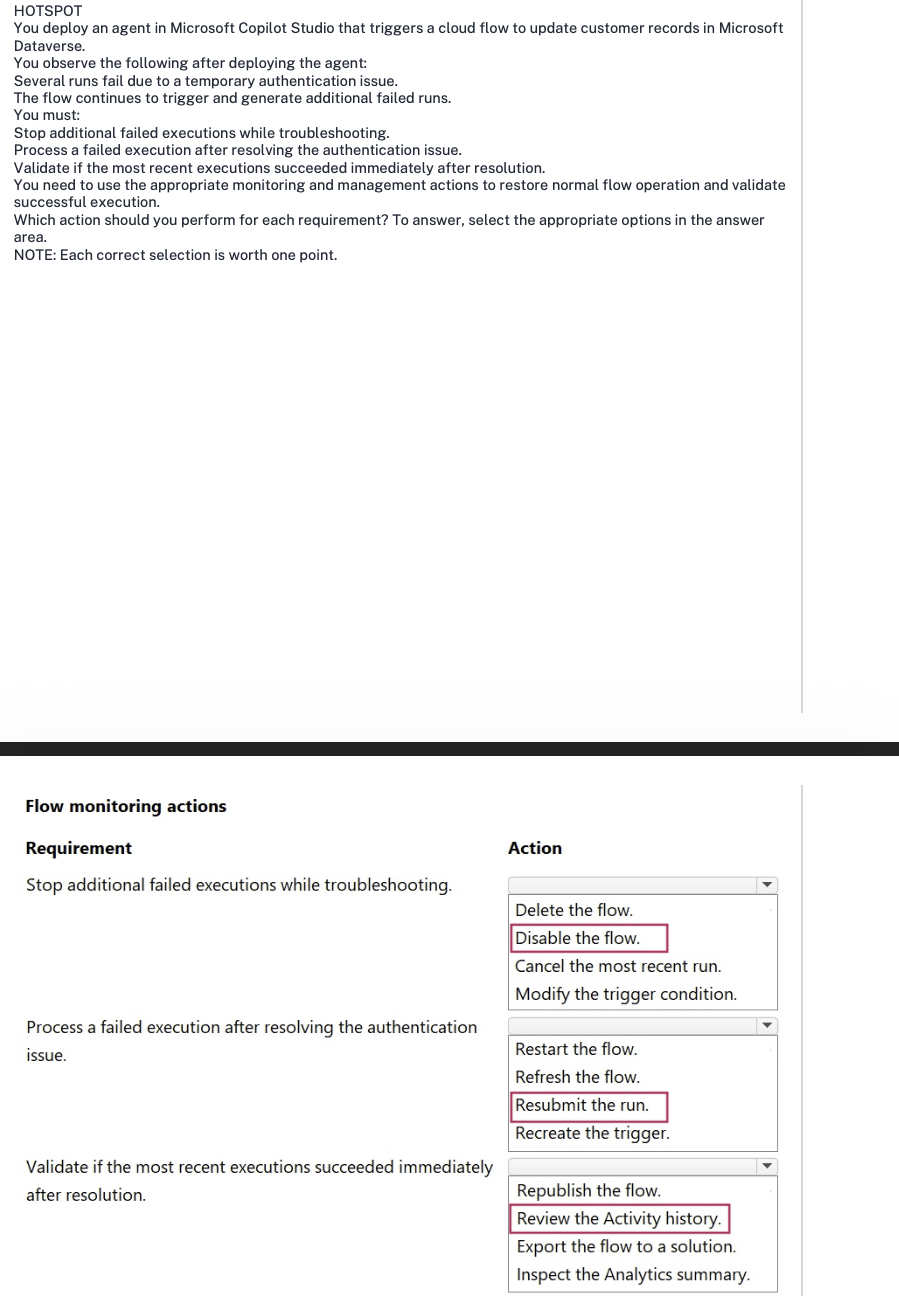 HOTSPOT
You deploy an agent in Microsoft Copilot Studio that triggers a cloud flow to update customer records in Microsoft
Dataverse.
You observe the following after deploying the agent:
Several runs fail due to a temporary authentication issue.
The flow continues to trigger and generate additional failed runs.
You must:
Stop additional failed executions while troubleshooting.
Process a failed execution after resolving the authentication issue.
Validate if the most recent executions succeeded immediately after resolution.
You need to use the appropriate monitoring and management actions to restore normal flow operation and validate
successful execution.
Which action should you perform for each requirement? To answer, select the appropriate options in the answer
area.
NOTE: Each correct selection is worth one point.
Flow monitoring actions
Requirement Action
Stop additional failed executions while troubleshooting.
Delete the flow.
Disable the flow.
Cancel the most recent run.
Modify the trigger condition.
Process a failed execution after resolving the authentication
issue.
Restart the flow.
Refresh the flow.
Resubmit the run.
Recreate the trigger.
Validate if the most recent executions succeeded immediately
after resolution.
Republish the flow.
Review the Activity history.
Export the flow to a solution.
Inspect the Analytics summary.